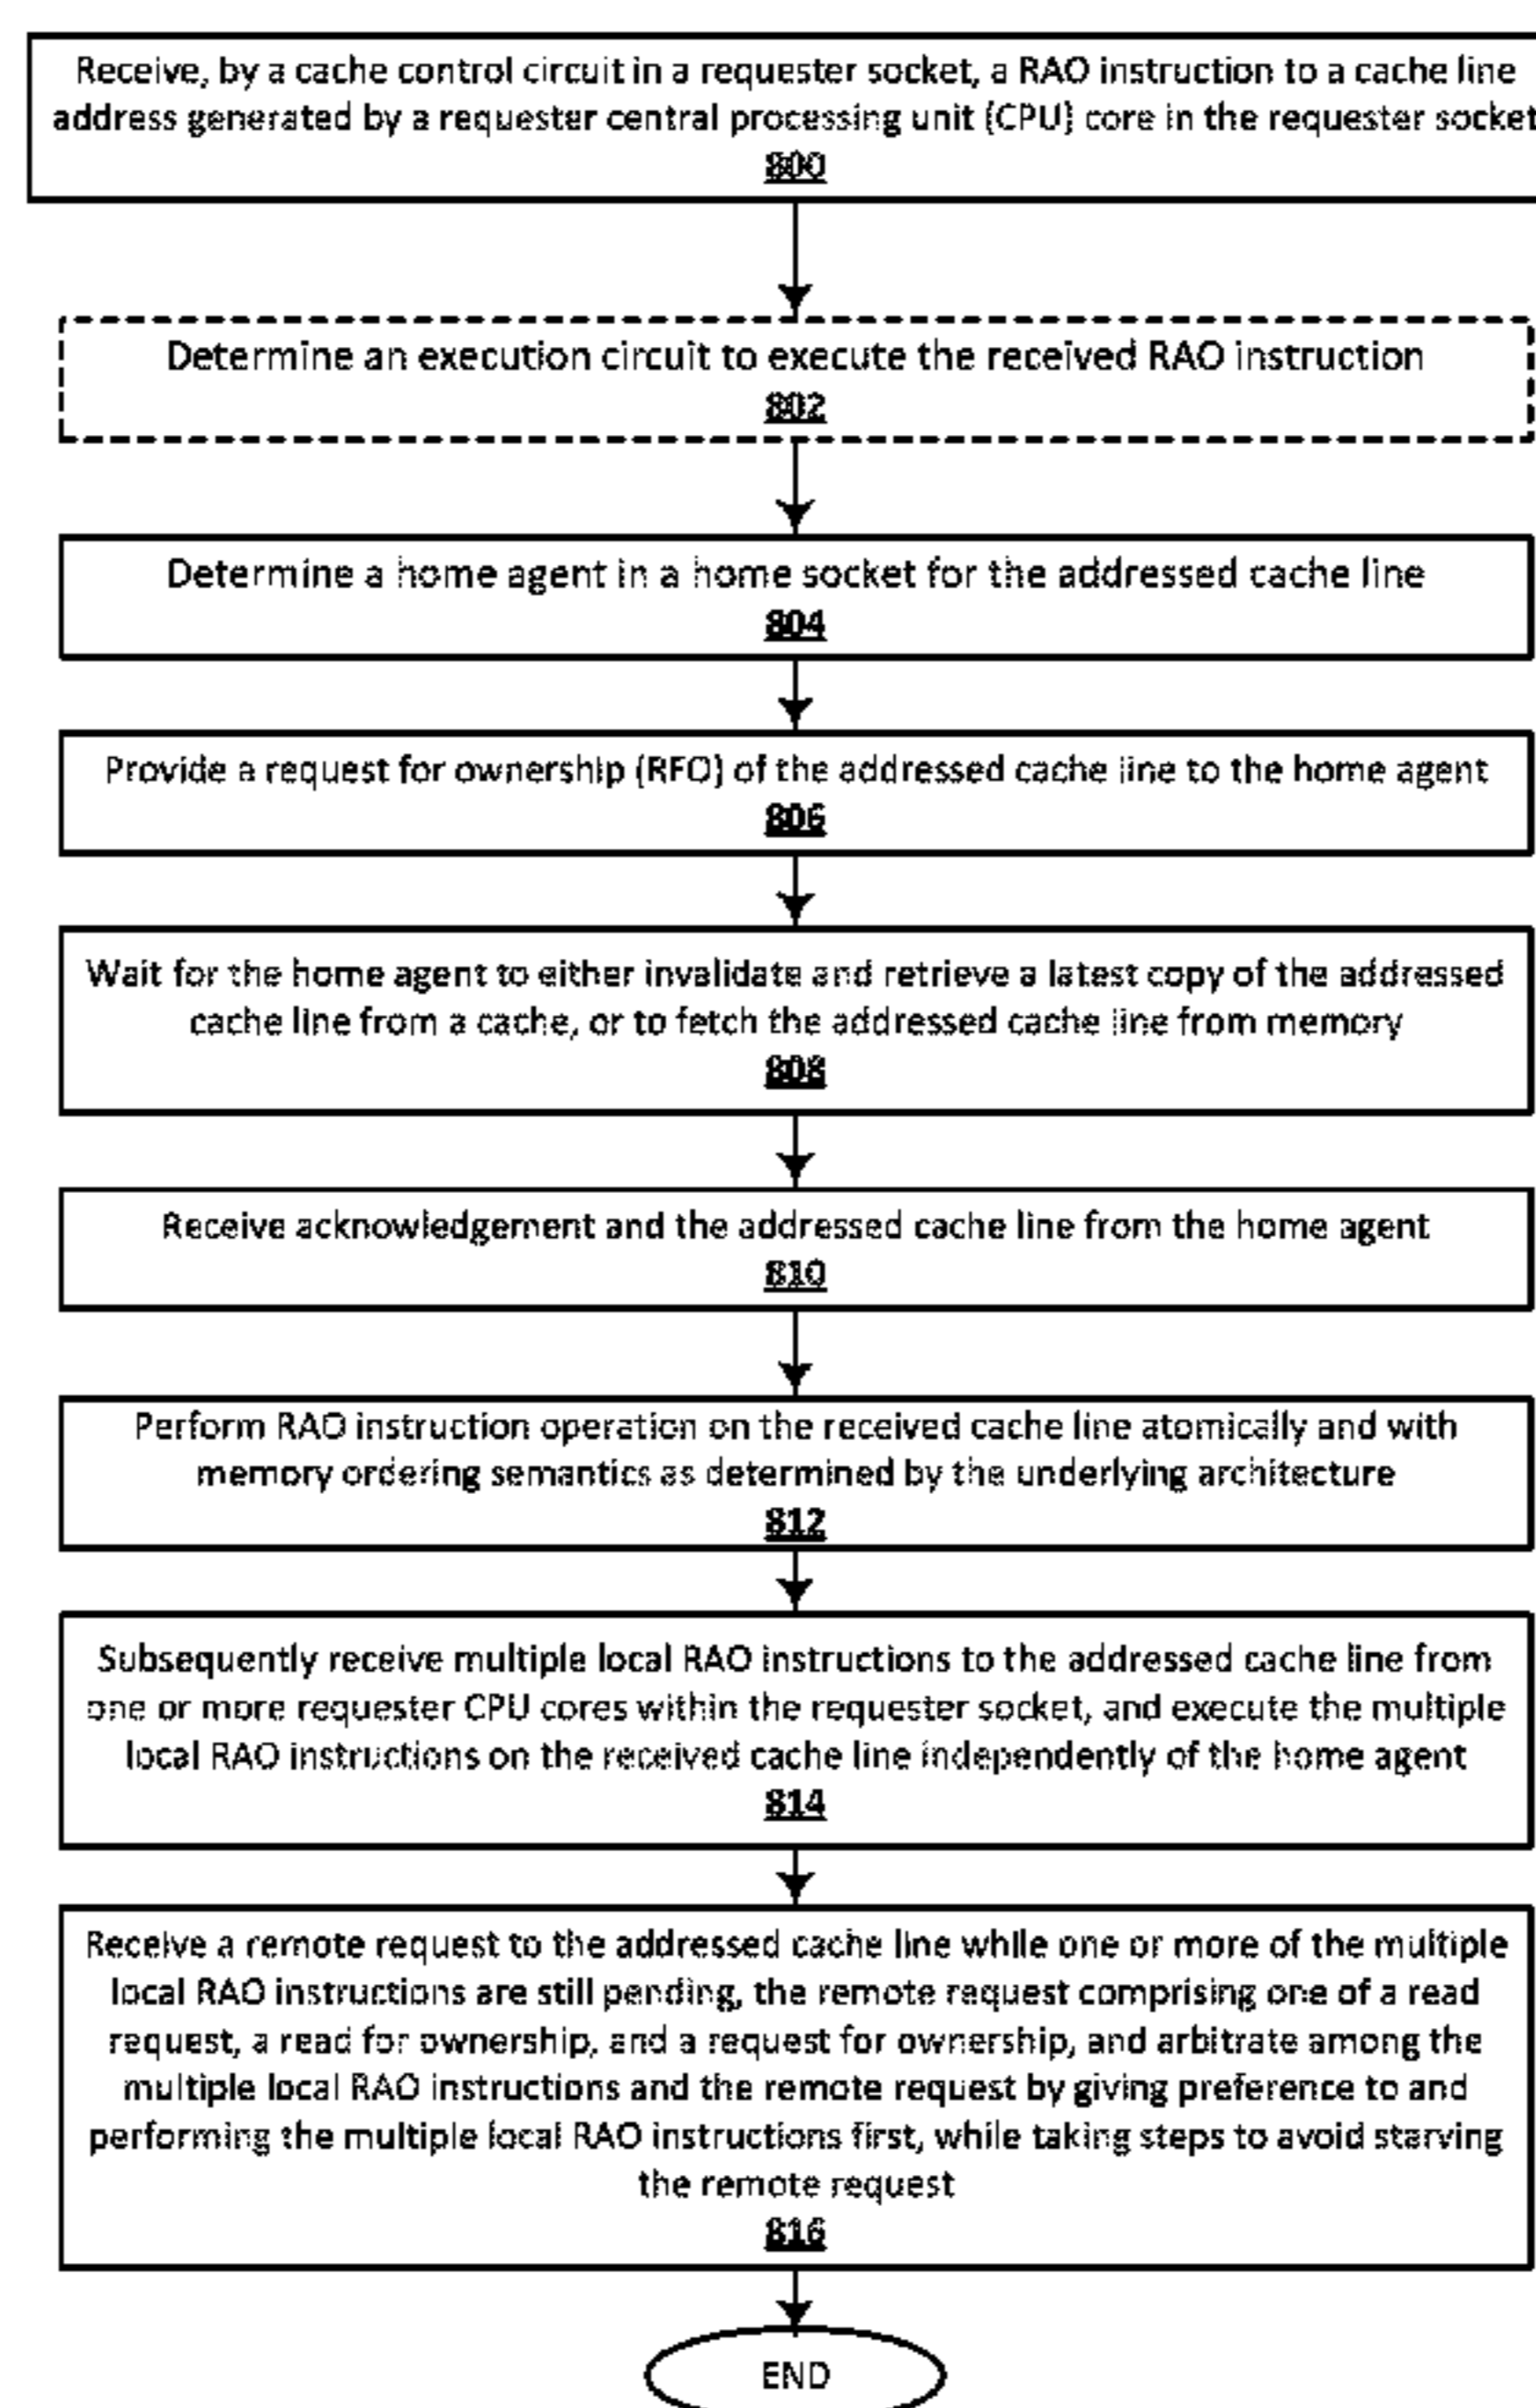 Receive, by a cache control circuit in a requester socket, a RAO instruction to a cache line
address generated by a requester central processing unit (CPU) core in the requester socket
800
Determine an execution circuit to execute the received RAO instruction
802
Determine a home agent in a home socket for the addressed cache line
804
Provide a request for ownership (RFO) of the addressed cache line to the home agent
806
Wait for the home agent to either invalidate and retrieve a latest copy of the addressed
cache line from a cache, or to fetch the addressed cache line from memory
808
Receive acknowledgement and the addressed cache line from the home agent
810
Perform RAO instruction operation on the received cache line atomically and with
memory ordering semantics as determined by the underlying architecture
812
Subsequently receive multiple local RAO instructions to the addressed cache line from
one or more requester CPU cores within the requester socket, and execute the multiple
local RAO instructions on the received cache line independently of the home agent
814
Receive a remote request to the addressed cache line while one or more of the multiple
local RAO instructions are still pending, the remote request comprising one of a read
request, a read for ownership, and a request for ownership, and arbitrate among the
multiple local RAO instructions and the remote request by giving preference to and
performing the multiple local RAO instructions first, while taking steps to avoid starving
the remote request
816
END